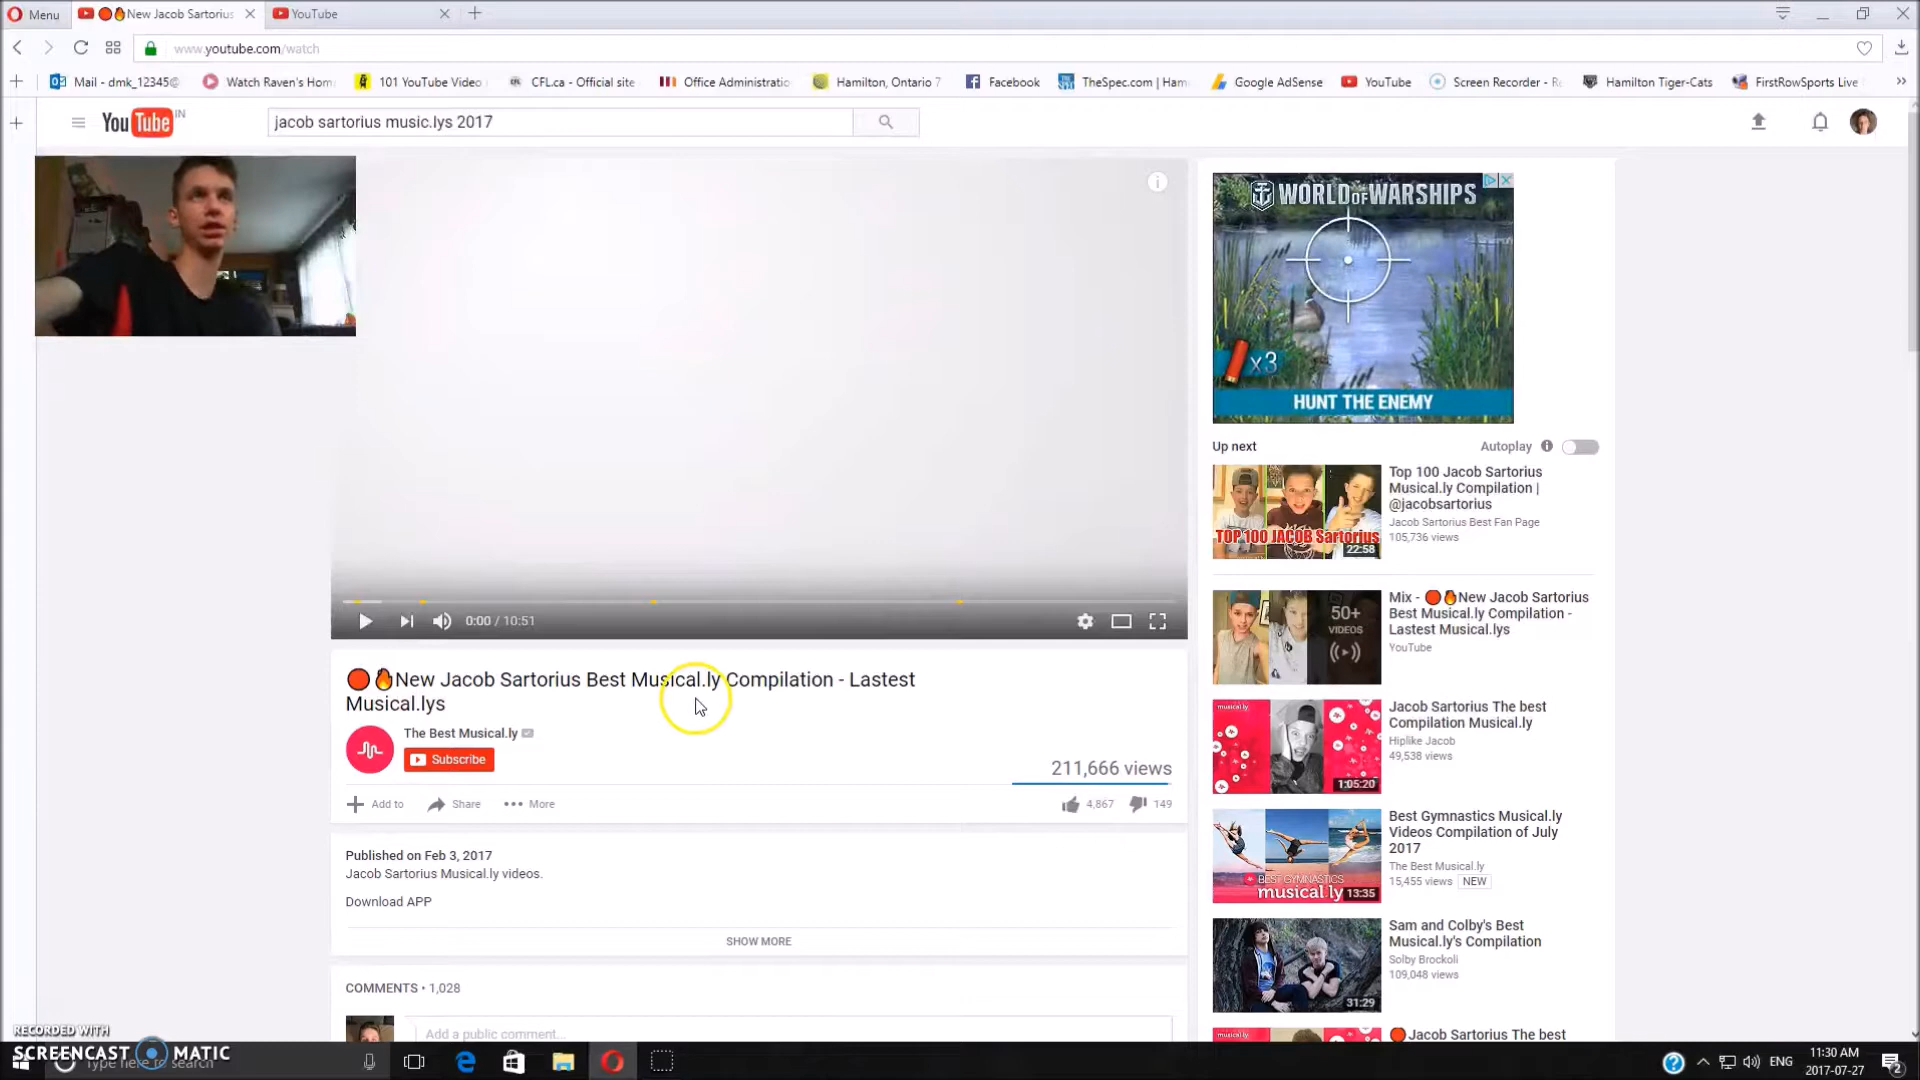 Menu
New Jacob Sartorius
YouTube
www.youtube.com/watch
Mail - dmk_12345@
Watch Raven's Hom
101 YouTube Video
CFL.ca - Official site
Office Administratio
Hamilton, Ontario 7
Facebook
TheSpec.com | Ham
Google AdSense
YouTube
Screen Recorder - Re
Hamilton Tiger-Cats
FirstRowSports Live
YouTube IN
jacob sartorius music.lys 2017
WORLD OF WARSHIPS
x3
HUNT THE ENEMY
Up next
Autoplay
Top 100 Jacob Sartorius
Musical.ly Compilation |
@jacobsartorius
Jacob Sartorius Best Fan Page
105,736 views
TOP 100 JACOB Sartorius
22:58
Mix - 🔴🔥New Jacob Sartorius
Best Musical.ly Compilation -
Lastest Musical.lys
YouTube
50+
VIDEOS
0:00 / 10:51
🔴🔥New Jacob Sartorius Best Musical.ly Compilation - Lastest
Musical.lys
The Best Musical.ly
Subscribe
211,666 views
Add to
Share
More
4,867
149
Published on Feb 3, 2017
Jacob Sartorius Musical.ly videos.
Download APP
SHOW MORE
COMMENTS • 1,028
Add a public comment...
Jacob Sartorius The best
Compilation Musical.ly
Hiplike Jacob
49,538 views
musical.ly
1:05:20
Best Gymnastics Musical.ly
Videos Compilation of July
2017
The Best Musical.ly
15,455 views
NEW
BEST GYMNASTICS
musical.ly
13:35
Sam and Colby's Best
Musical.ly's Compilation
Solby Brockoli
109,048 views
31:29
🔴Jacob Sartorius The best
RECORDED WITH
SCREENCAST MATIC
Type here to search
ENG
11:30 AM
2017-07-27
2